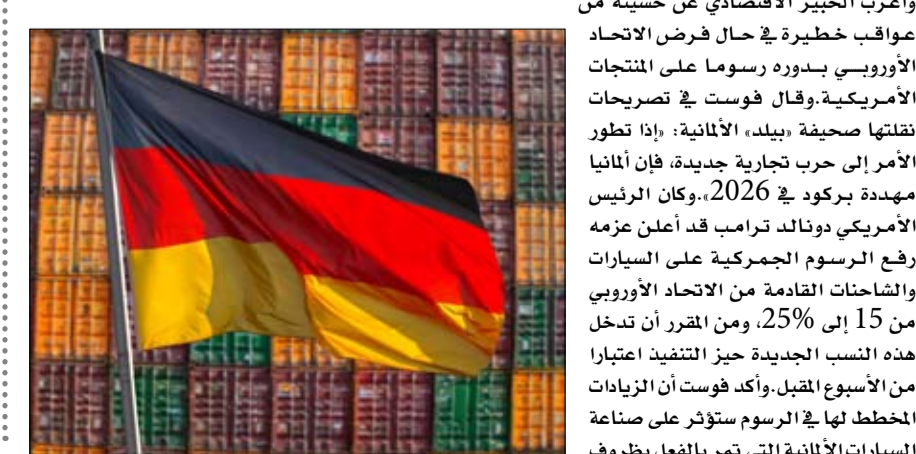 وأعرب الخبير الاقتصادي عن خشيته من
عواقب خطيرة في حال فرض الاتحاد
الأوروبي بدوره رسوما على المنتجات
الأمريكية.وقال فوست في تصريحات
نقلتها صحيفة «بيلد» الألمانية: «إذا تطور
الأمر إلى حرب تجارية جديدة، فإن ألمانيا
مهددة بركود في 2026».وكان الرئيس
الأمريكي دونالد ترامب قد أعلن عزمه
رفع الرسوم الجمركية على السيارات
والشاحنات القادمة من الاتحاد الأوروبي
من 15 إلى 25%، ومن المقرر أن تدخل
هذه النسب الجديدة حيز التنفيذ اعتبارا
من الأسبوع المقبل.وأكد فوست أن الزيادات
المخطط لها في الرسوم ستؤثر على صناعة
السيارات الألمانية التي تمر بالفعل بظروف